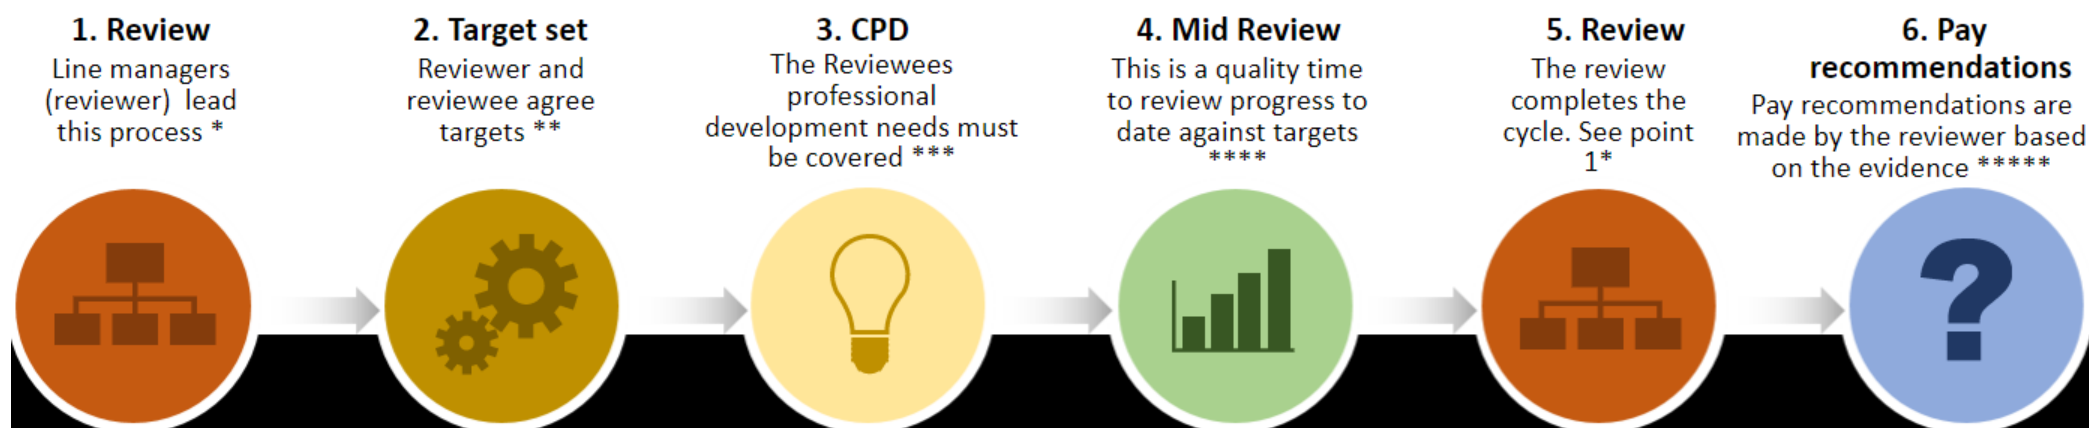 1. Review
Line managers
(reviewer) lead
this process *
2. Target set
Reviewer and
reviewee agree
targets **
3. CPD
The Reviewees
professional
development needs must
be covered ***
4. Mid Review
This is a quality time
to review progress to
date against targets
****
5. Review
The review
completes the
cycle. See point
1*
6. Pay
recommendations
Pay recommendations are
made by the reviewer based
on the evidence *****
?